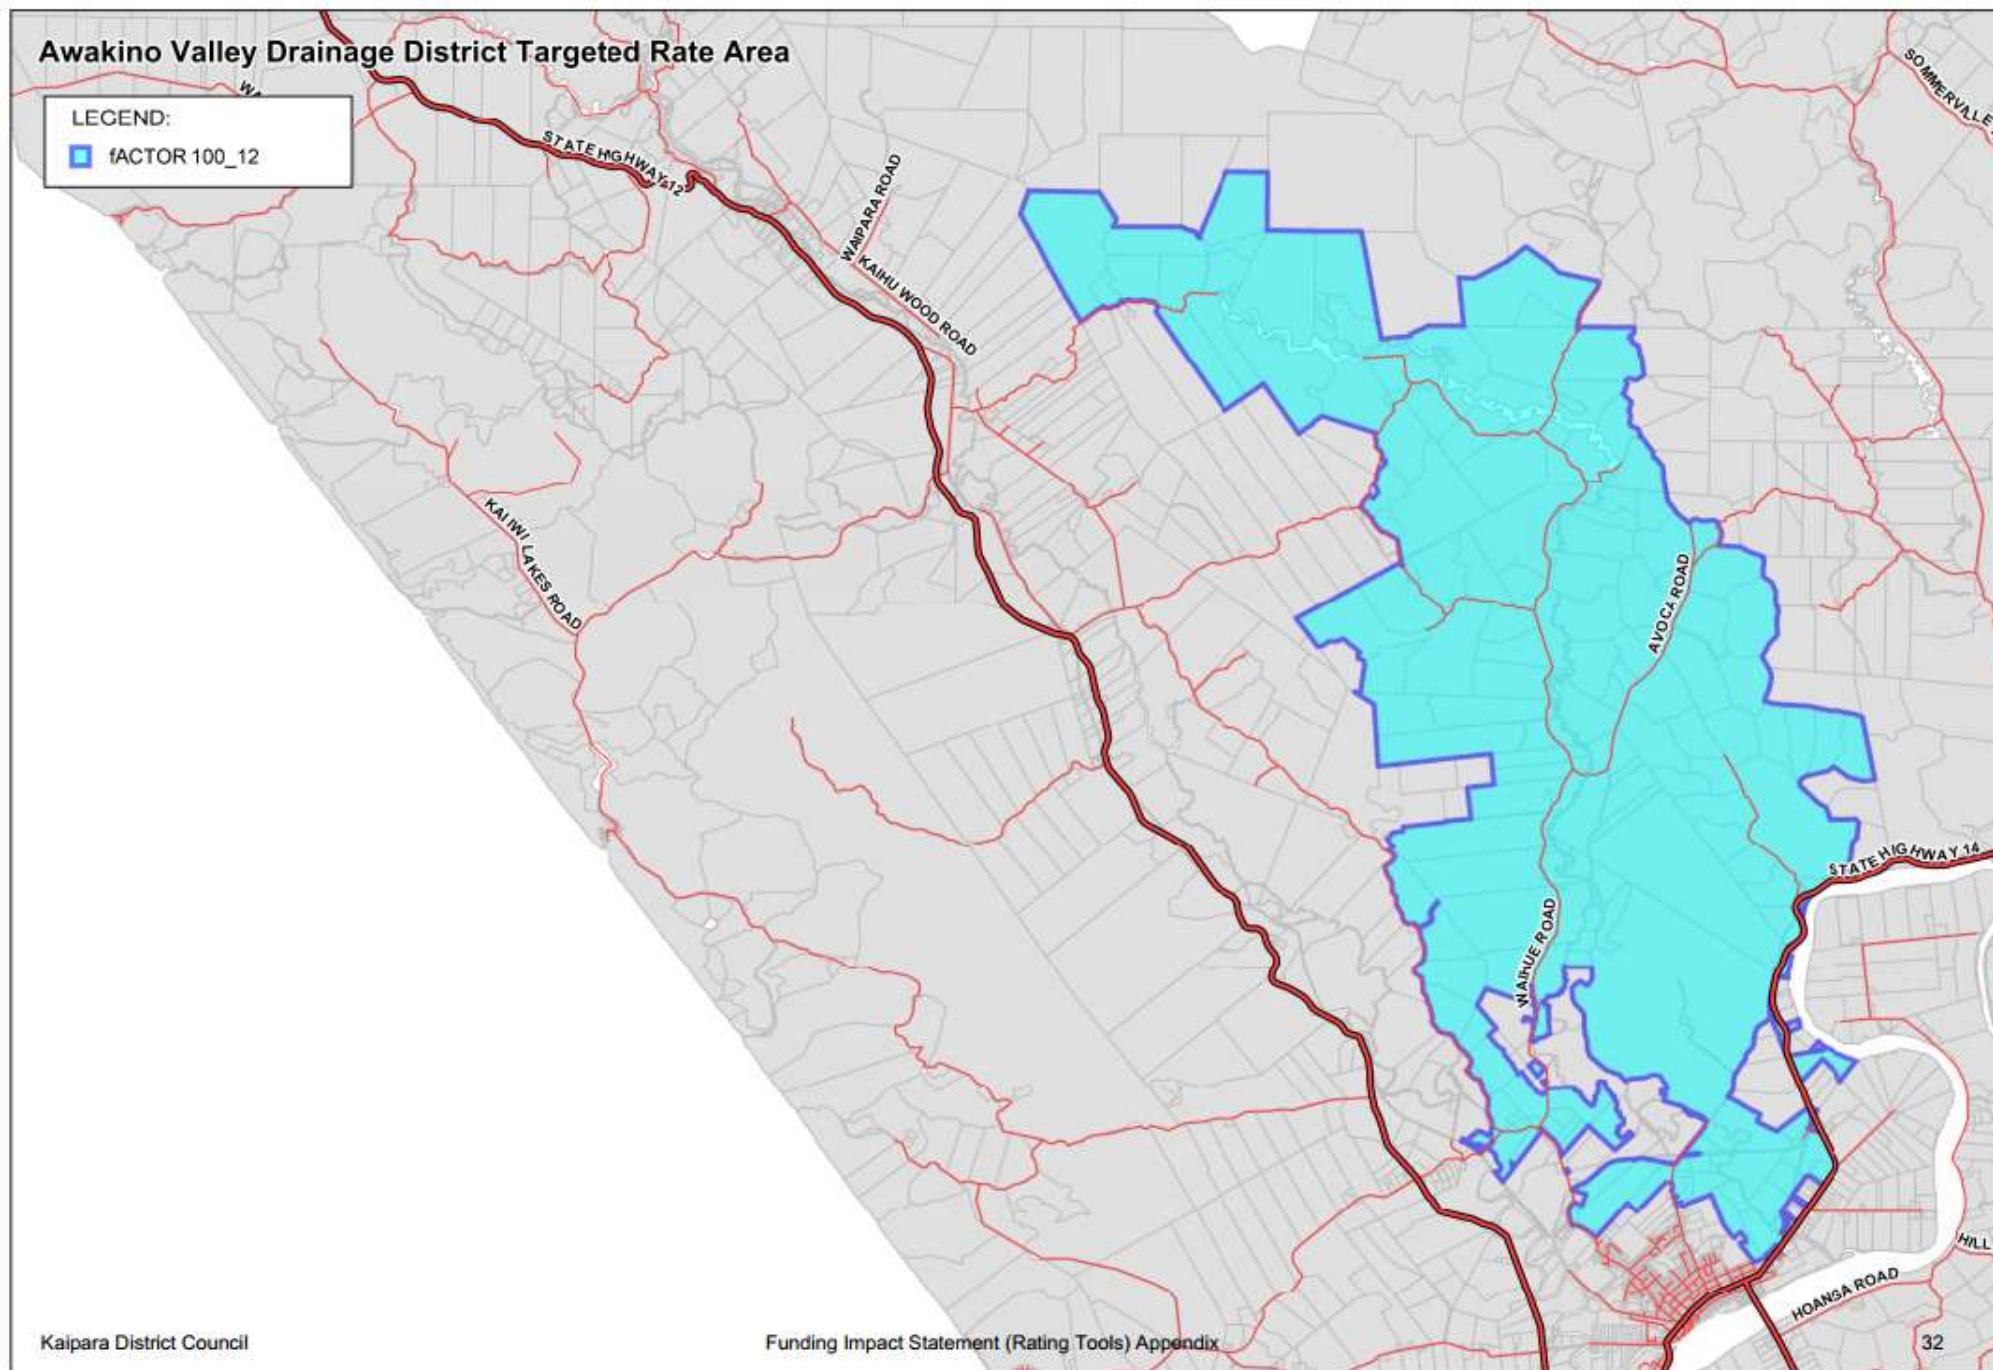 Awakino Valley Drainage District Targeted Rate Area
LEGEND:
fACTOR 100_12
SOMMERVILLE
STATE HIGHWAY 12
WAIPARA ROAD
KAIHU WOOD ROAD
KAI IWI LAKES ROAD
AVOCA ROAD
STATE HIGHWAY 14
WAIHUE ROAD
HILL
HOANGA ROAD
Kaipara District Council
Funding Impact Statement (Rating Tools) Appendix
32